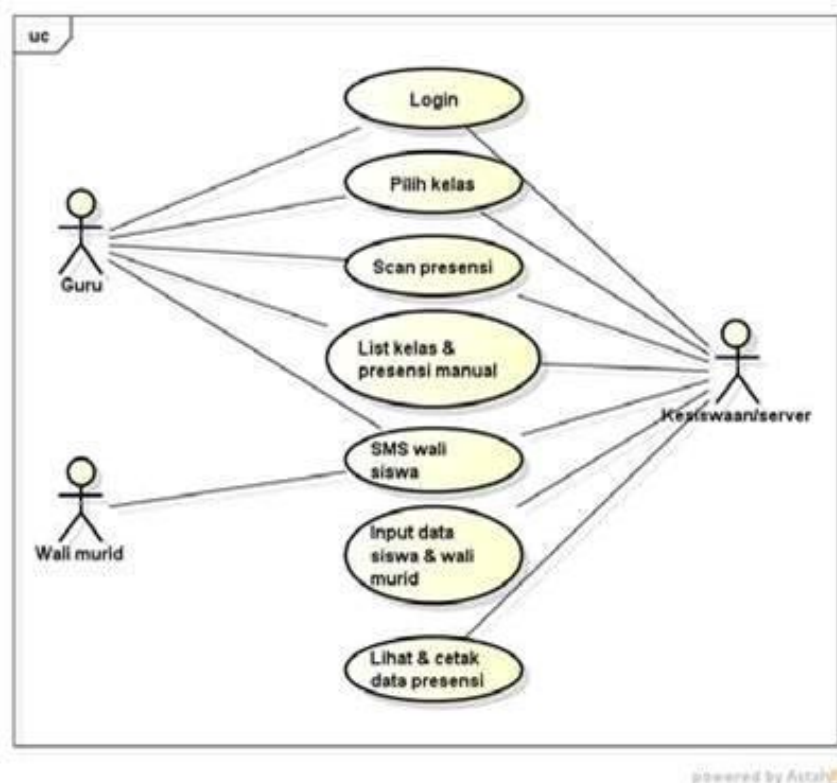 uc
Login
Pilih kelas
Scan presensi
Guru
List kelas &
presensi manual
Kesiswaan/server
SMS wali
siswa
Wali murid
Input data
siswa & wali
murid
Lihat & cetak
data presensi
powered by Astah